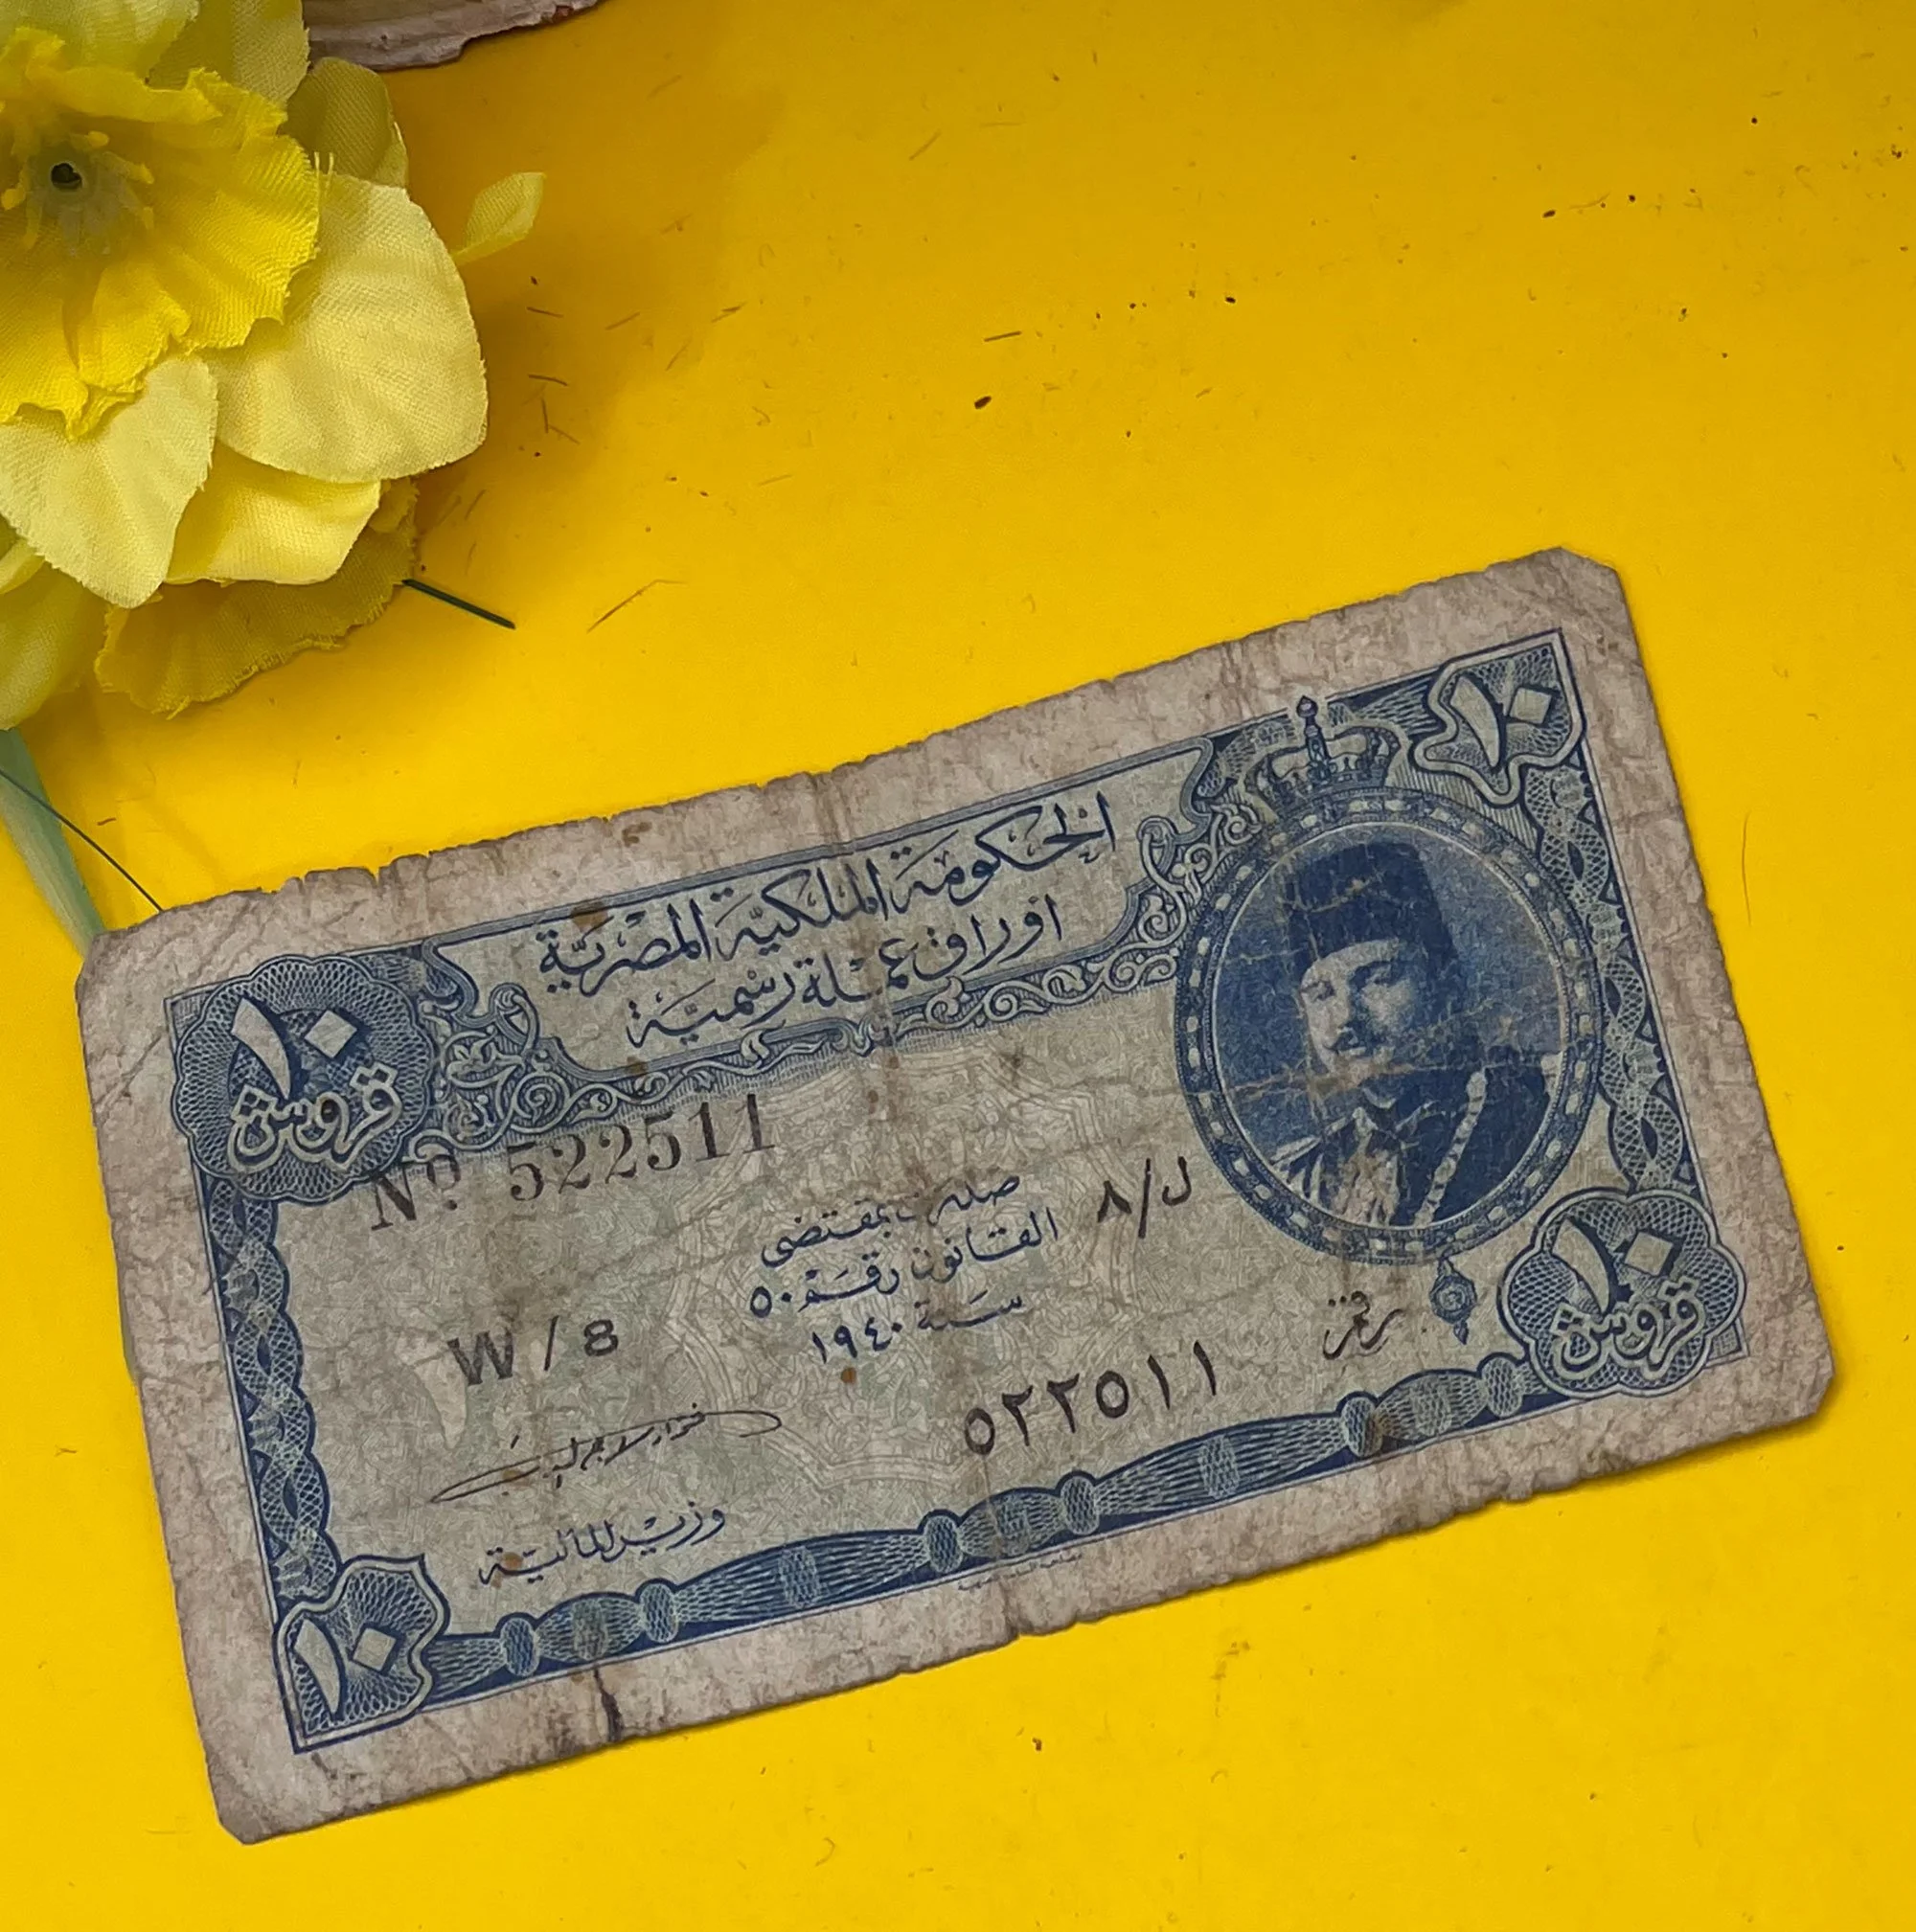 ١٠
الحكومة الملكية المصرية
اوراق عملة رسمية
١٠
قروش
Nº 522511
صدرت بمقتضى
القانون رقم ٥٠
سنة ١٩٤٠
ل/٨
W/8
رقم ٥٢٢٥١١
١٠
قروش
وزير المالية
١٠